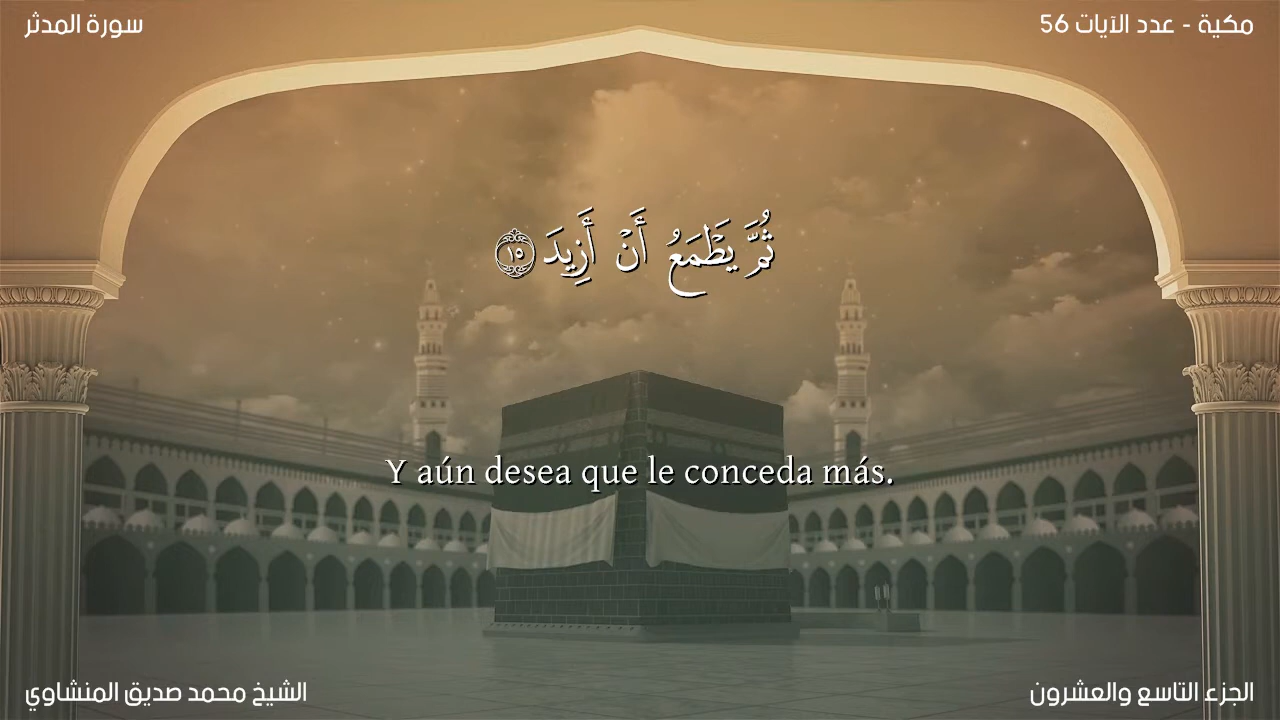 مكية - عدد الآيات 56
سورة المدثر
ثُمَّ يَطْمَعُ أَنْ أَزِيدَ ١٥
Y aún desea que le conceda más.
الجزء التاسع والعشرون
الشيخ محمد صديق المنشاوي